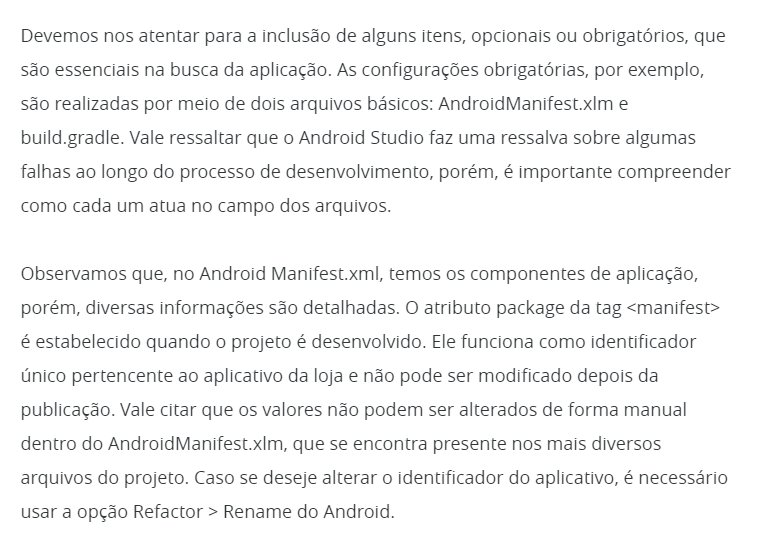 Devemos nos atentar para a inclusão de alguns itens, opcionais ou obrigatórios, que
são essenciais na busca da aplicação. As configurações obrigatórias, por exemplo,
são realizadas por meio de dois arquivos básicos: AndroidManifest.xlm e
build.gradle. Vale ressaltar que o Android Studio faz uma ressalva sobre algumas
falhas ao longo do processo de desenvolvimento, porém, é importante compreender
como cada um atua no campo dos arquivos.
Observamos que, no Android Manifest.xml, temos os componentes de aplicação,
porém, diversas informações são detalhadas. O atributo package da tag <manifest>
é estabelecido quando o projeto é desenvolvido. Ele funciona como identificador
único pertencente ao aplicativo da loja e não pode ser modificado depois da
publicação. Vale citar que os valores não podem ser alterados de forma manual
dentro do AndroidManifest.xlm, que se encontra presente nos mais diversos
arquivos do projeto. Caso se deseje alterar o identificador do aplicativo, é necessário
usar a opção Refactor > Rename do Android.